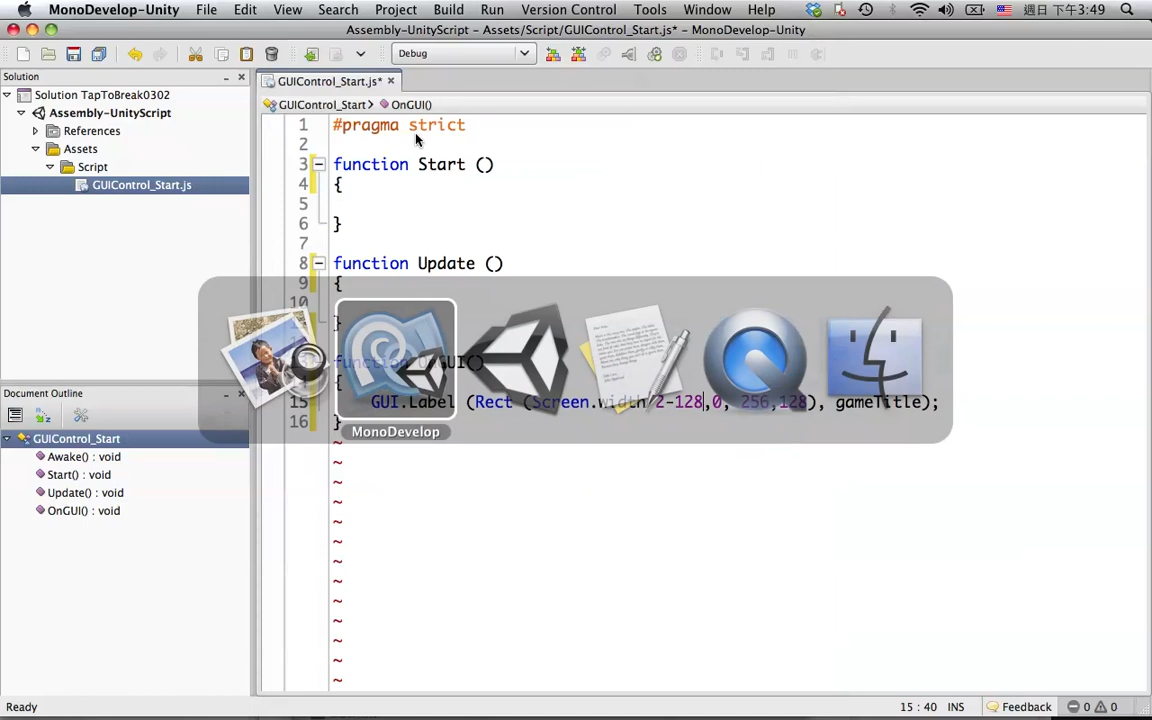 MonoDevelop-Unity File Edit View Search Project Build Run Version Control Tools Window Help 週日 下午3:49
Assembly-UnityScript – Assets/Script/GUIControl_Start.js* – MonoDevelop-Unity
Debug
Solution
GUIControl_Start.js*
Solution TapToBreak0302
GUIControl_Start OnGUI()
Assembly-UnityScript
References
Assets
Script
GUIControl_Start.js
1 #pragma strict
2
3 function Start ()
4 {
5
6 }
7
8 function Update ()
9 {
10
}
function OnGUI()
{
15 GUI.Label (Rect (Screen.width/2-128,0, 256,128), gameTitle);
16 }
~
~
~
~
~
~
~
~
~
~
~
~
~
MonoDevelop
Document Outline
GUIControl_Start
Awake() : void
Start() : void
Update() : void
OnGUI() : void
Ready
15 : 40 INS Feedback 0 0